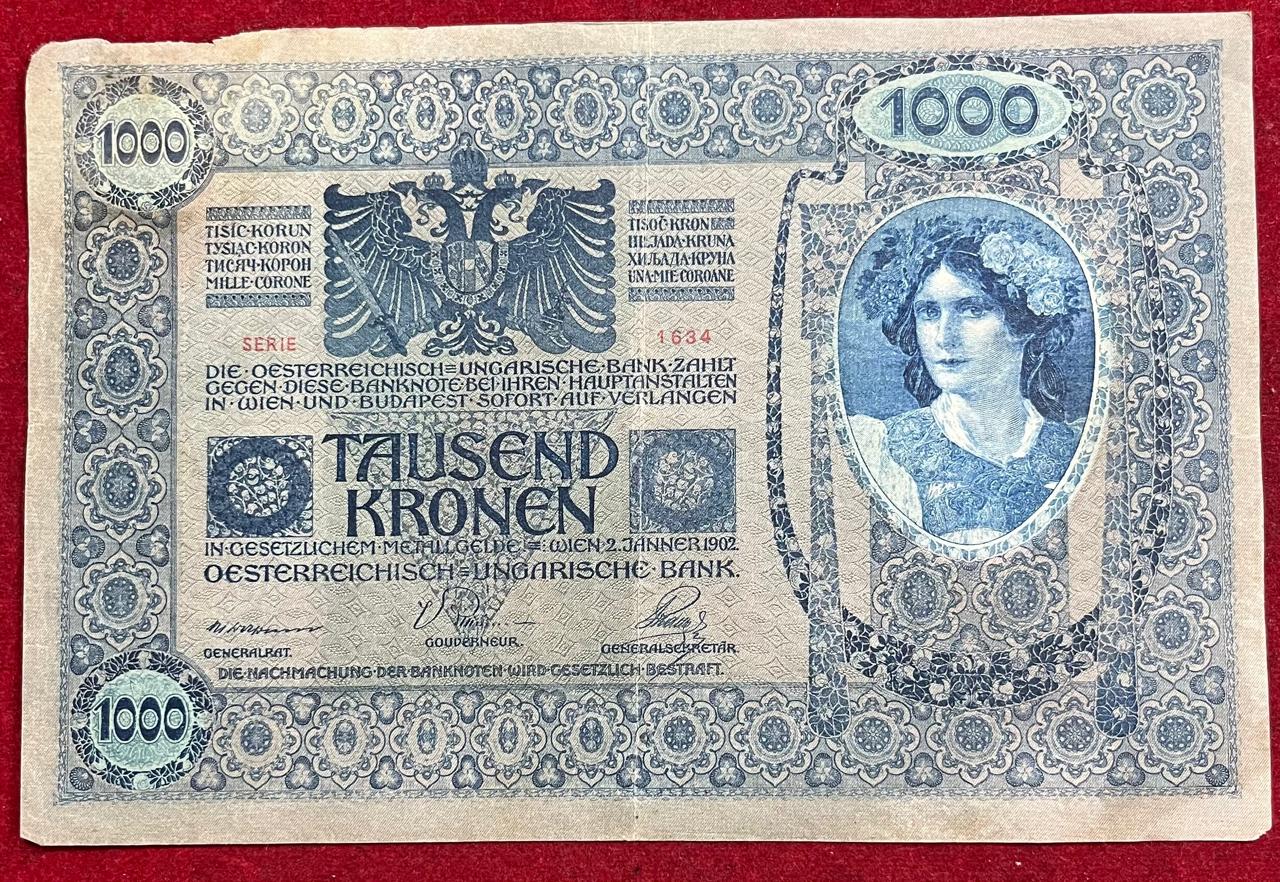 1000
1000
TISÍC·KORUN
TYSIĄC·KORON
ТИСЯЧ·КОРОН
MILLE·CORONE
TISOČ·KRON
HILJADA·KRUNA
ХИЉАДА·КРУНА
UNA·MIE COROANE
SERIE 1634
DIE·OESTERREICHISCH=UNGARISCHE·BANK·ZAHLT
GEGEN·DIESE·BANKNOTE·BEI·IHREN·HAUPTANSTALTEN
IN·WIEN·UND·BUDAPEST·SOFORT·AUF·VERLANGEN
TAUSEND
KRONEN
IN·GESETZLICHEM·METALLGELDE·=:WIEN·2.JÄNNER 1902.
OESTERREICHISCH=UNGARISCHE·BANK.
GENERALRAT.
GOUVERNEUR.
GENERALSEKRETÄR.
DIE·NACHMACHUNG·DER·BANKNOTEN·WIRD·GESETZLICH·BESTRAFT.
1000